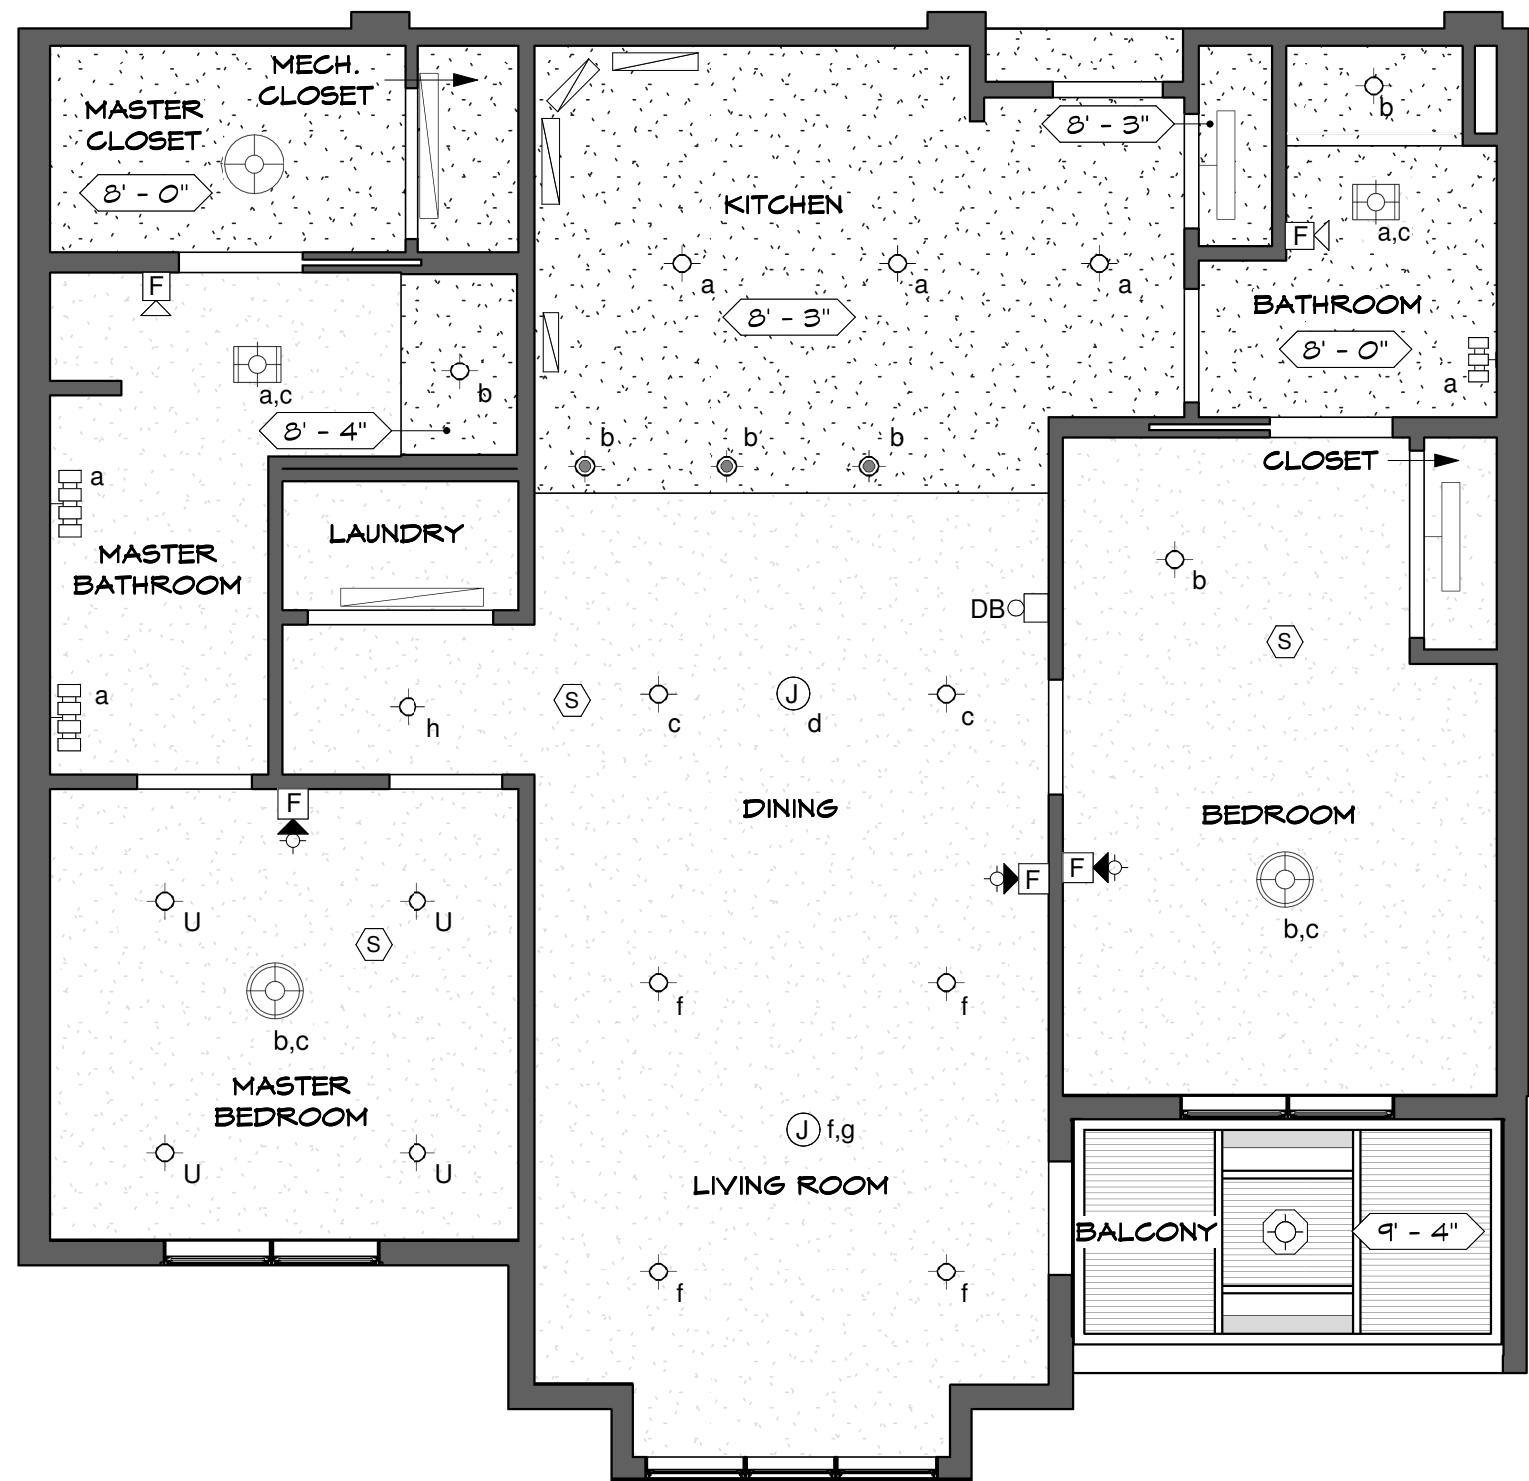 MECH.
CLOSET
MASTER
CLOSET
8' - 0"
8' - 3"
b
KITCHEN
a,c
F
a
a
a
BATHROOM
8' - 3"
8' - 0"
a
F
a,c
b
8' - 4"
b
b
b
CLOSET
a
LAUNDRY
MASTER
BATHROOM
b
DB
S
a
h
S
c
J
d
c
DINING
BEDROOM
F
F
F
b,c
U
U
S
b,c
f
f
MASTER
BEDROOM
J
f,g
U
U
LIVING ROOM
BALCONY
9' - 4"
f
f